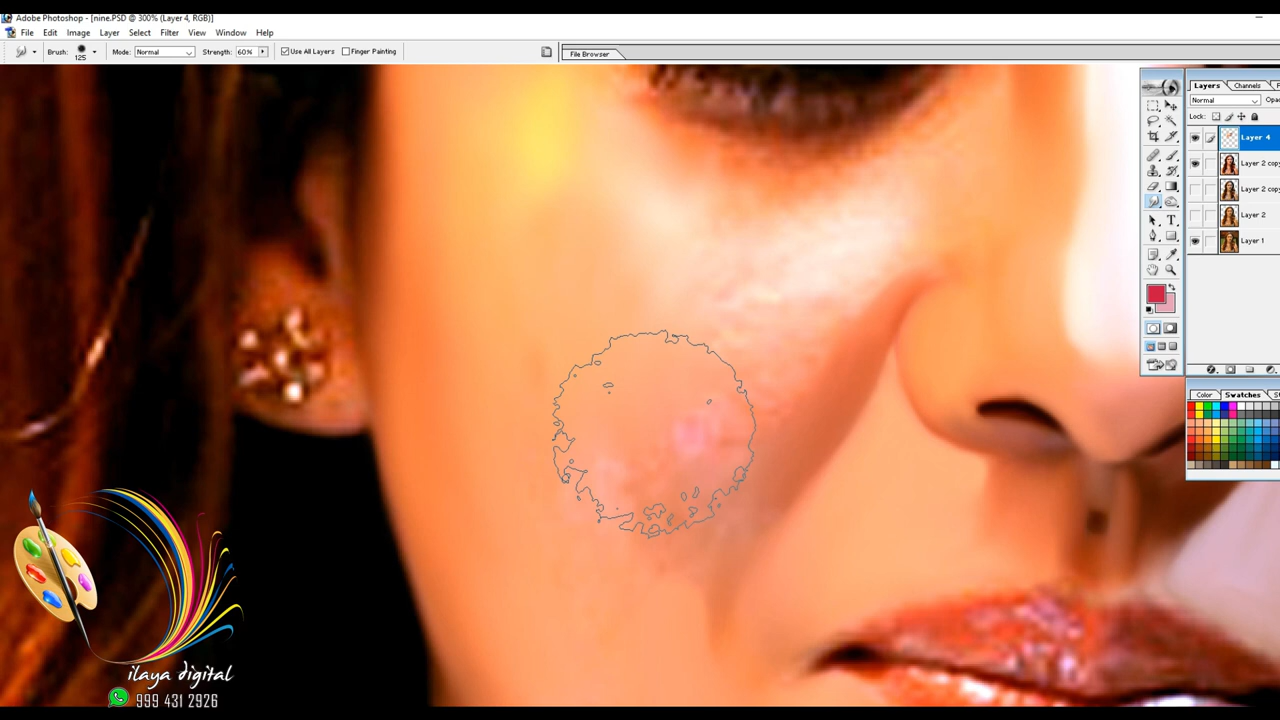 Adobe Photoshop - [nine.PSD @ 300% (Layer 4, RGB)]
File Edit Image Layer Select Filter View Window Help
Brush: 125 Mode: Normal Strength: 60% Use All Layers Finger Painting File Browser
Layers Channels
Normal
Lock:
Layer 4
Layer 2 copy
Layer 2 copy
Layer 2
Layer 1
Color Swatches
ilaya digital
999 431 2926